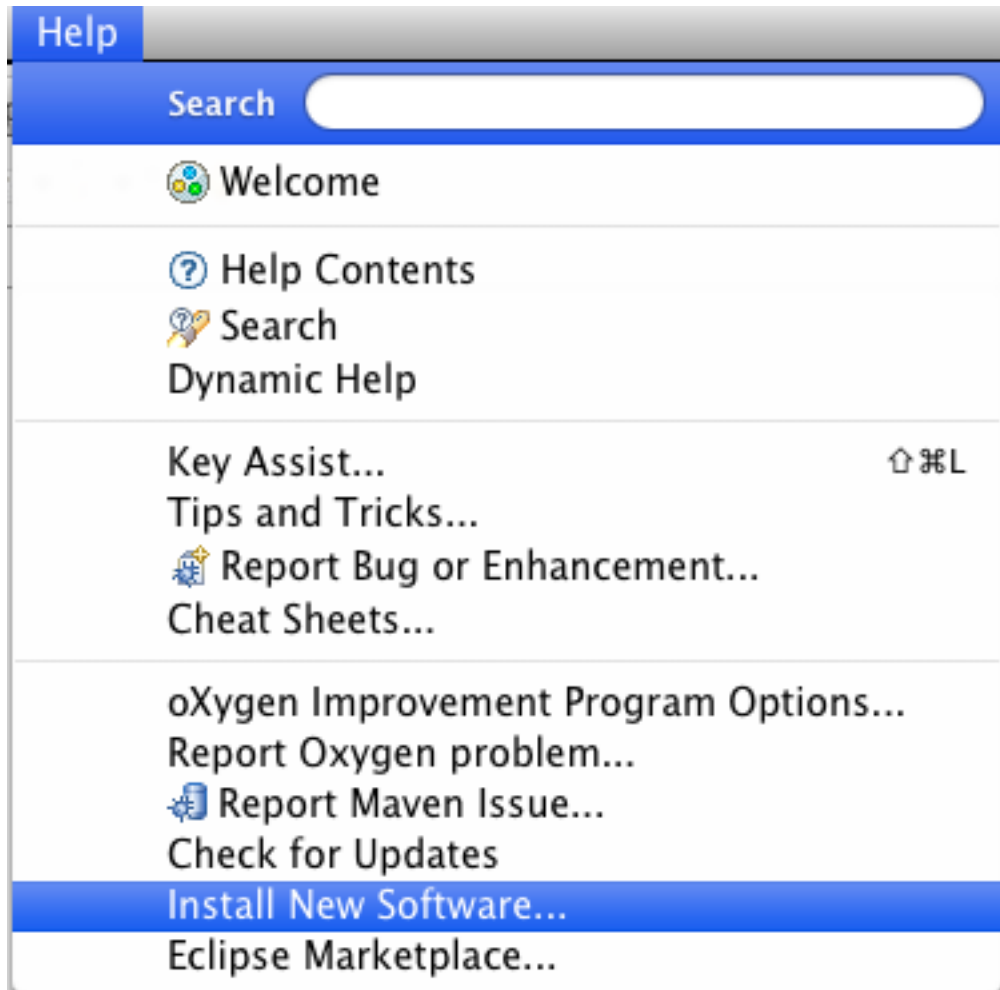 Help
Search
Welcome
Help Contents
Search
Dynamic Help
Key Assist... ⇧⌘L
Tips and Tricks...
Report Bug or Enhancement...
Cheat Sheets...
oXygen Improvement Program Options...
Report Oxygen problem...
Report Maven Issue...
Check for Updates
Install New Software...
Eclipse Marketplace...